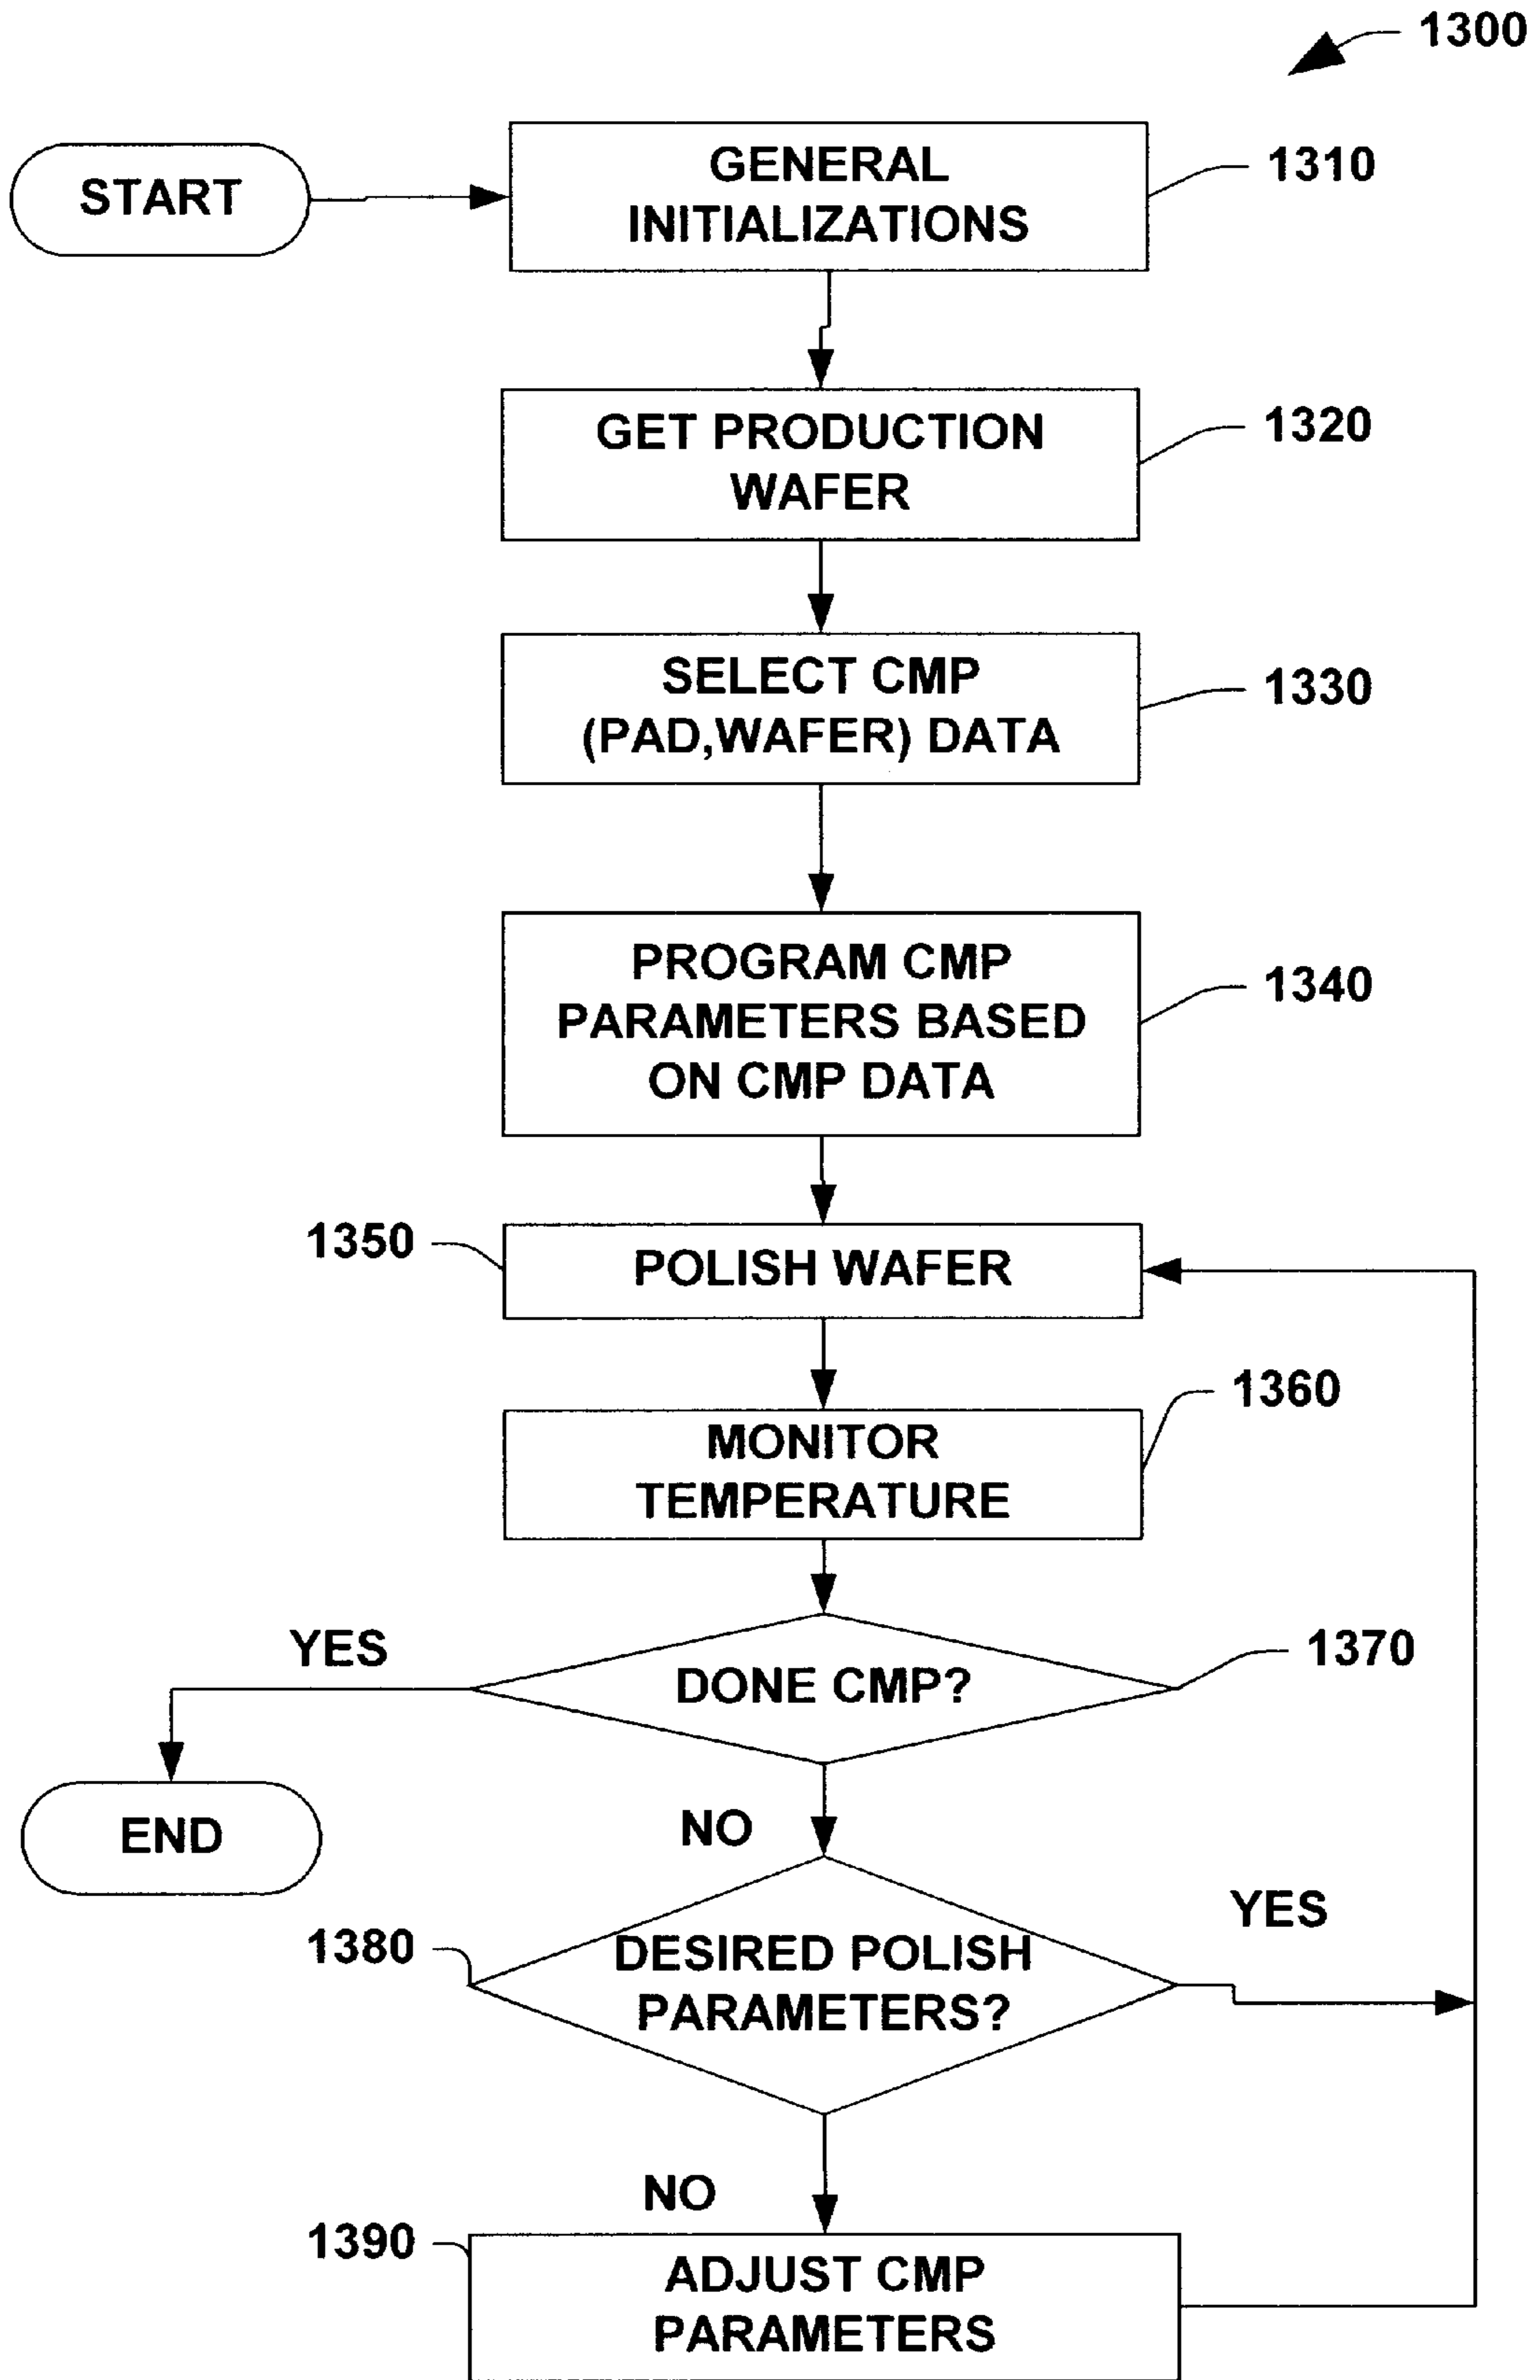 1300
START
GENERAL
INITIALIZATIONS
1310
GET PRODUCTION
WAFER
1320
SELECT CMP
(PAD,WAFER) DATA
1330
PROGRAM CMP
PARAMETERS BASED
ON CMP DATA
1340
1350
POLISH WAFER
MONITOR
TEMPERATURE
1360
YES
DONE CMP?
1370
END
NO
1380
DESIRED POLISH
PARAMETERS?
YES
NO
1390
ADJUST CMP
PARAMETERS